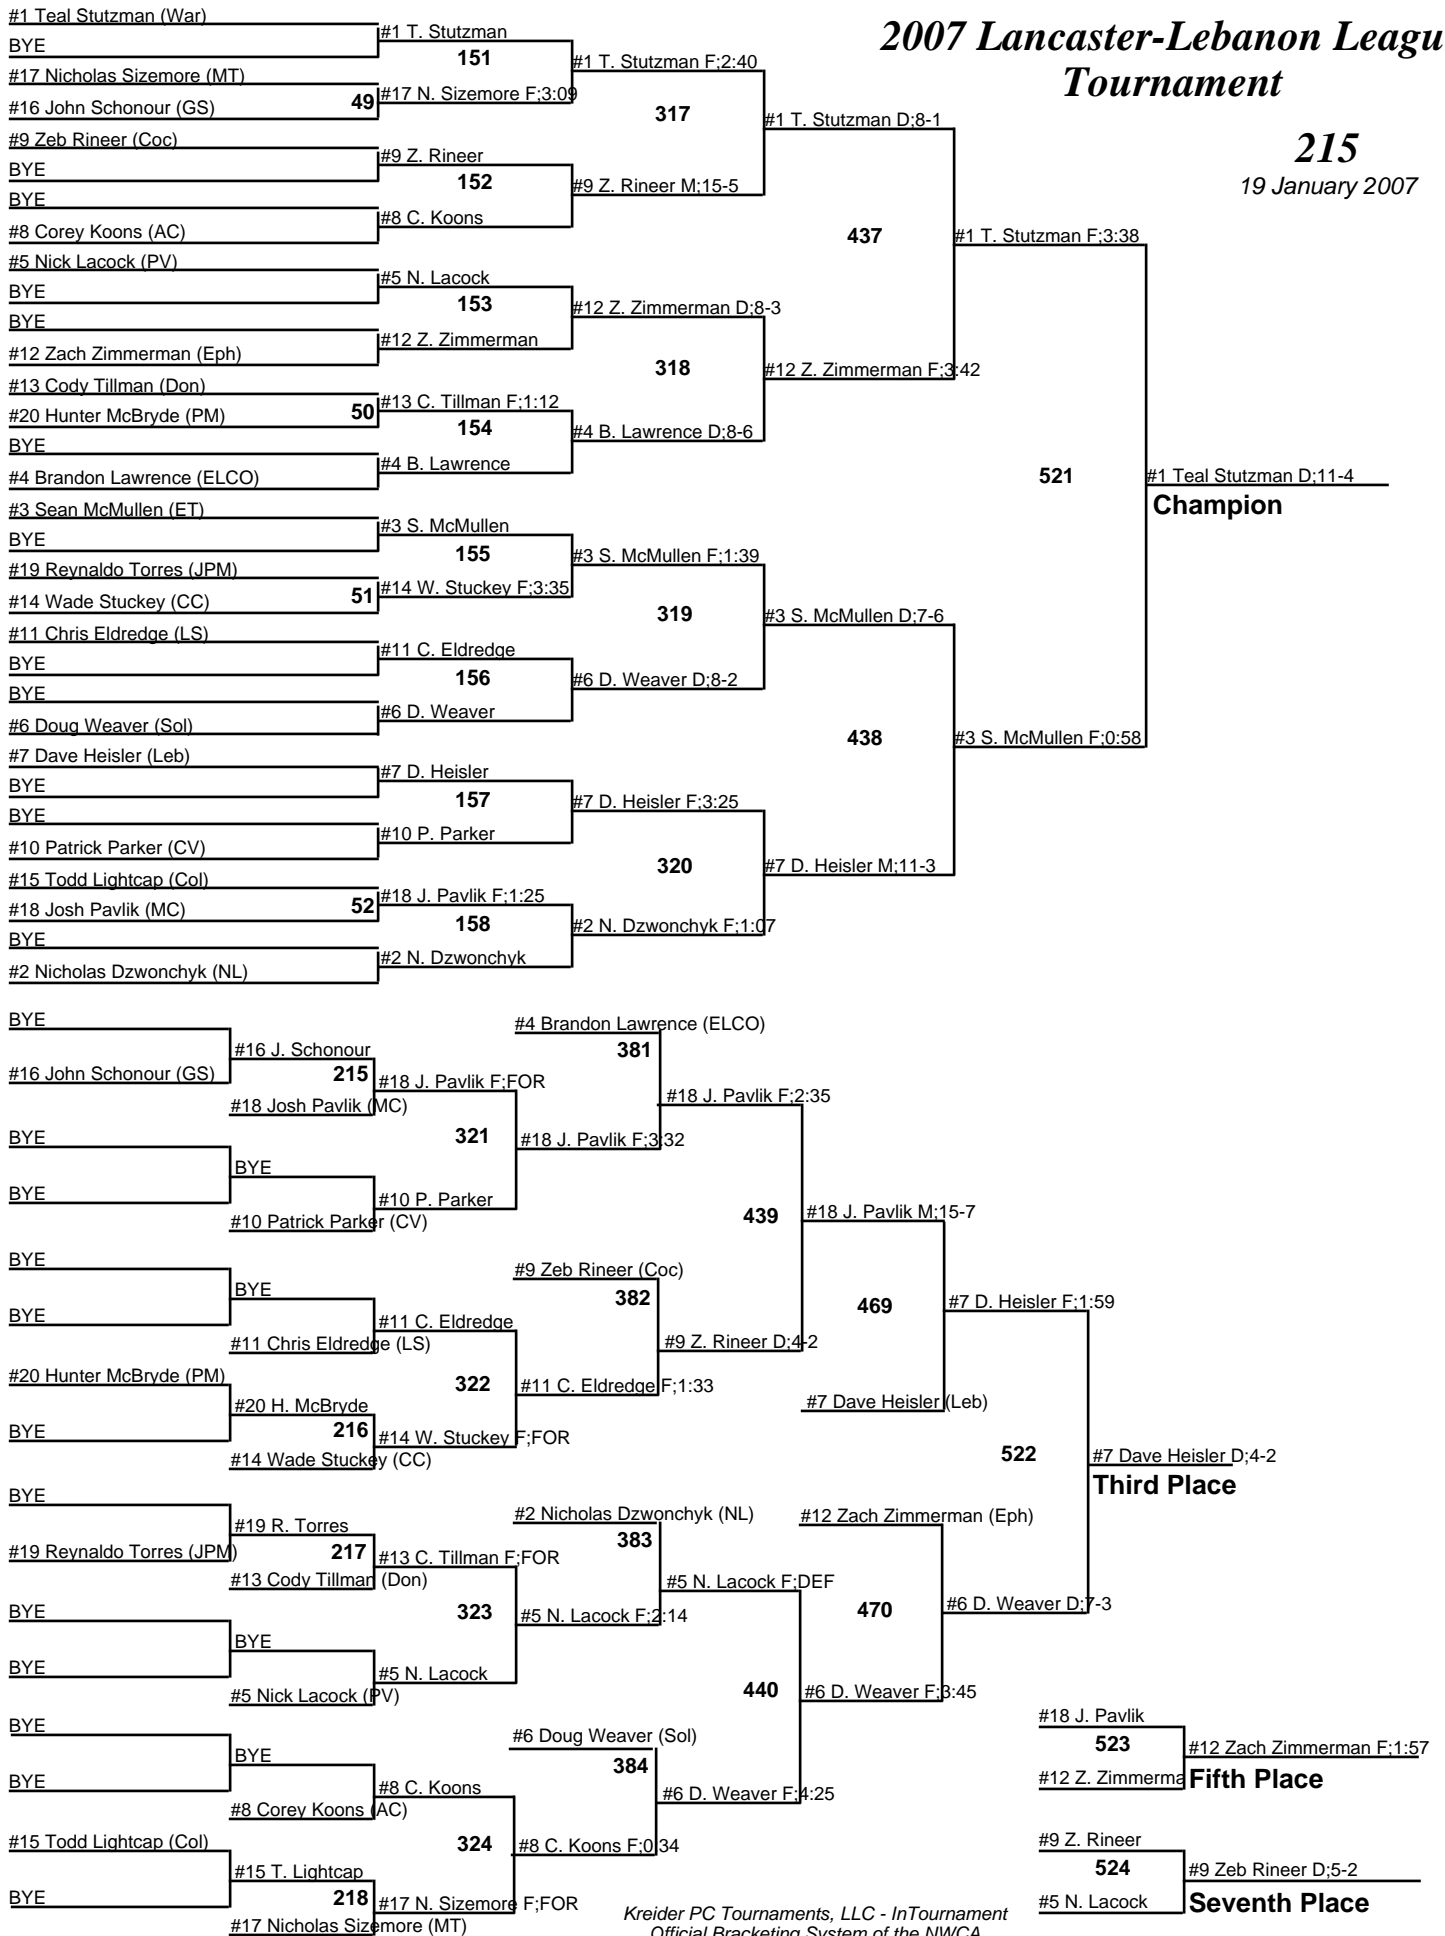 2007 Lancaster-Lebanon Leagu
Tournament
215
19 January 2007
#1 Teal Stutzman (War)
BYE
#17 Nicholas Sizemore (MT)
#16 John Schonour (GS)
49
#9 Zeb Rineer (Coc)
BYE
BYE
#8 Corey Koons (AC)
#5 Nick Lacock (PV)
BYE
BYE
#12 Zach Zimmerman (Eph)
#13 Cody Tillman (Don)
#20 Hunter McBryde (PM)
50
BYE
#4 Brandon Lawrence (ELCO)
#3 Sean McMullen (ET)
BYE
#19 Reynaldo Torres (JPM)
#14 Wade Stuckey (CC)
51
#11 Chris Eldredge (LS)
BYE
BYE
#6 Doug Weaver (Sol)
#7 Dave Heisler (Leb)
BYE
BYE
#10 Patrick Parker (CV)
#15 Todd Lightcap (Col)
#18 Josh Pavlik (MC)
52
BYE
#2 Nicholas Dzwonchyk (NL)
#1 T. Stutzman
151
#17 N. Sizemore F;3:09
#9 Z. Rineer
152
#8 C. Koons
#5 N. Lacock
153
#12 Z. Zimmerman
#13 C. Tillman F;1:12
154
#4 B. Lawrence
#3 S. McMullen
155
#14 W. Stuckey F;3:35
#11 C. Eldredge
156
#6 D. Weaver
#7 D. Heisler
157
#10 P. Parker
#18 J. Pavlik F;1:25
158
#2 N. Dzwonchyk
#1 T. Stutzman F;2:40
317
#9 Z. Rineer M;15-5
#12 Z. Zimmerman D;8-3
318
#4 B. Lawrence D;8-6
#3 S. McMullen F;1:39
319
#6 D. Weaver D;8-2
#7 D. Heisler F;3:25
320
#2 N. Dzwonchyk F;1:07
#1 T. Stutzman D;8-1
437
#12 Z. Zimmerman F;3:42
#3 S. McMullen D;7-6
438
#7 D. Heisler M;11-3
#1 T. Stutzman F;3:38
521
#3 S. McMullen F;0:58
#1 Teal Stutzman D;11-4
Champion
BYE
#16 John Schonour (GS)
BYE
BYE
BYE
BYE
#20 Hunter McBryde (PM)
BYE
BYE
#19 Reynaldo Torres (JPM)
BYE
BYE
BYE
BYE
#15 Todd Lightcap (Col)
BYE
#16 J. Schonour
215
#18 Josh Pavlik (MC)
BYE
#10 Patrick Parker (CV)
BYE
#11 Chris Eldredge (LS)
#20 H. McBryde
216
#14 Wade Stuckey (CC)
#19 R. Torres
217
#13 Cody Tillman (Don)
BYE
#5 Nick Lacock (PV)
BYE
#8 Corey Koons (AC)
#15 T. Lightcap
218
#17 Nicholas Sizemore (MT)
#18 J. Pavlik F;FOR
321
#10 P. Parker
#11 C. Eldredge
322
#14 W. Stuckey F;FOR
#13 C. Tillman F;FOR
323
#5 N. Lacock
#8 C. Koons
324
#17 N. Sizemore F;FOR
#4 Brandon Lawrence (ELCO)
381
#18 J. Pavlik F;3:32
#9 Zeb Rineer (Coc)
382
#11 C. Eldredge F;1:33
#2 Nicholas Dzwonchyk (NL)
383
#5 N. Lacock F;2:14
#6 Doug Weaver (Sol)
384
#8 C. Koons F;0:34
#18 J. Pavlik F;2:35
439
#9 Z. Rineer D;4-2
#5 N. Lacock F;DEF
440
#6 D. Weaver F;4:25
#18 J. Pavlik M;15-7
469
#7 Dave Heisler (Leb)
#12 Zach Zimmerman (Eph)
470
#6 D. Weaver F;3:45
#7 D. Heisler F;1:59
522
#6 D. Weaver D;7-3
#7 Dave Heisler D;4-2
Third Place
#18 J. Pavlik
523
#12 Z. Zimmerma
#12 Zach Zimmerman F;1:57
Fifth Place
#9 Z. Rineer
524
#5 N. Lacock
#9 Zeb Rineer D;5-2
Seventh Place
Kreider PC Tournaments, LLC - InTournament
Official Bracketing System of the NWCA